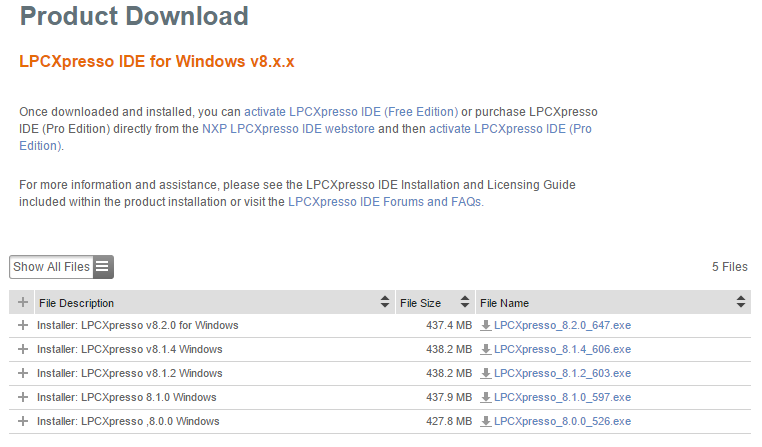 Product Download
LPCXpresso IDE for Windows v8.x.x
Once downloaded and installed, you can activate LPCXpresso IDE (Free Edition) or purchase LPCXpresso
IDE (Pro Edition) directly from the NXP LPCXpresso IDE webstore and then activate LPCXpresso IDE (Pro
Edition).
For more information and assistance, please see the LPCXpresso IDE Installation and Licensing Guide
included within the product installation or visit the LPCXpresso IDE Forums and FAQs.
Show All Files 5 Files
File Description File Size File Name
Installer: LPCXpresso v8.2.0 for Windows 437.4 MB LPCXpresso_8.2.0_647.exe
Installer: LPCXpresso v8.1.4 Windows 438.2 MB LPCXpresso_8.1.4_606.exe
Installer: LPCXpresso v8.1.2 Windows 438.2 MB LPCXpresso_8.1.2_603.exe
Installer: LPCXpresso 8.1.0 Windows 437.9 MB LPCXpresso_8.1.0_597.exe
Installer: LPCXpresso ,8.0.0 Windows 427.8 MB LPCXpresso_8.0.0_526.exe